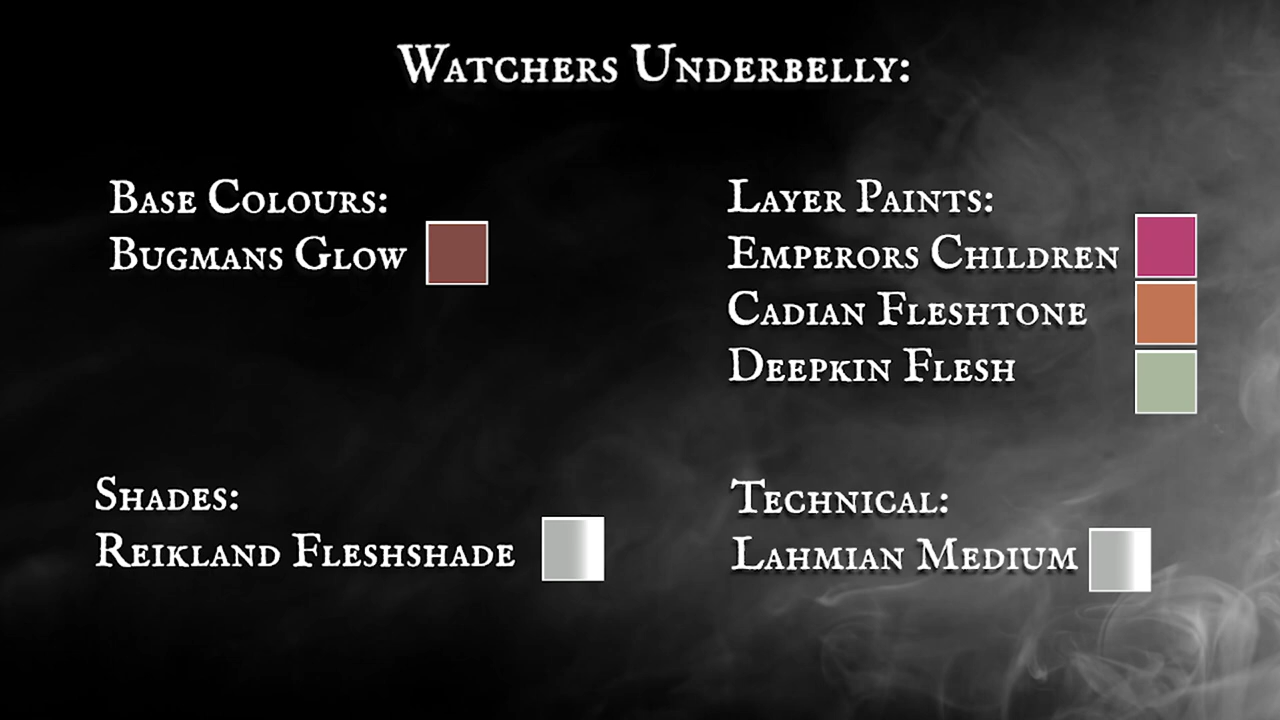 Watchers Underbelly:
Base Colours:
Bugmans Glow
Layer Paints:
Emperors Children
Cadian Fleshtone
Deepkin Flesh
Shades:
Reikland Fleshshade
Technical:
Lahmian Medium